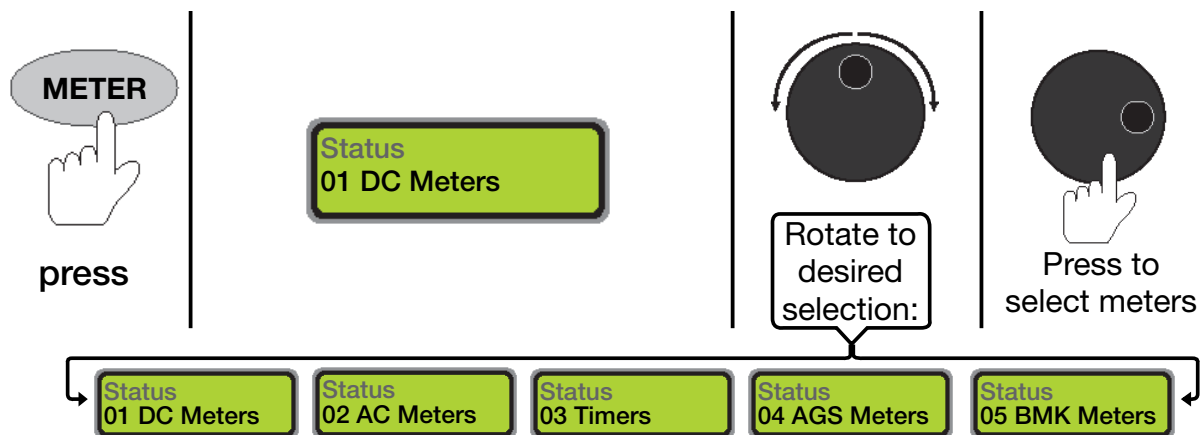 METER
press
Status
01 DC Meters
Rotate to
desired
selection:
Press to
select meters
Status
01 DC Meters
Status
02 AC Meters
Status
03 Timers
Status
04 AGS Meters
Status
05 BMK Meters